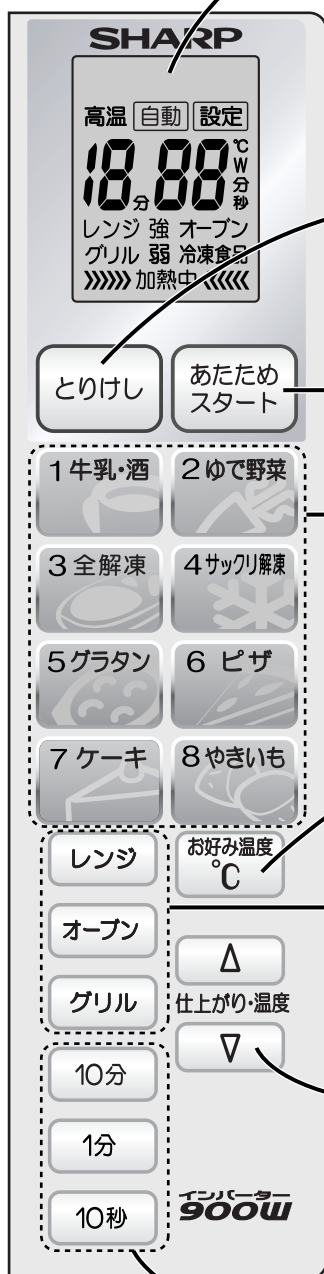 SHARP
高温 自動 設定
18分88 ℃ W 分 秒
レンジ 強 オーブン
グリル 弱 冷凍食品
》》》加熱中《《《
とりけし
あたため
スタート
1 牛乳・酒
2 ゆで野菜
3 全解凍
4 サックリ解凍
5 グラタン
6 ピザ
7 ケーキ
8 やきいも
レンジ
お好み温度
℃
オーブン
グリル
△
仕上がり・温度
▽
10分
1分
10秒
インバーター
900W